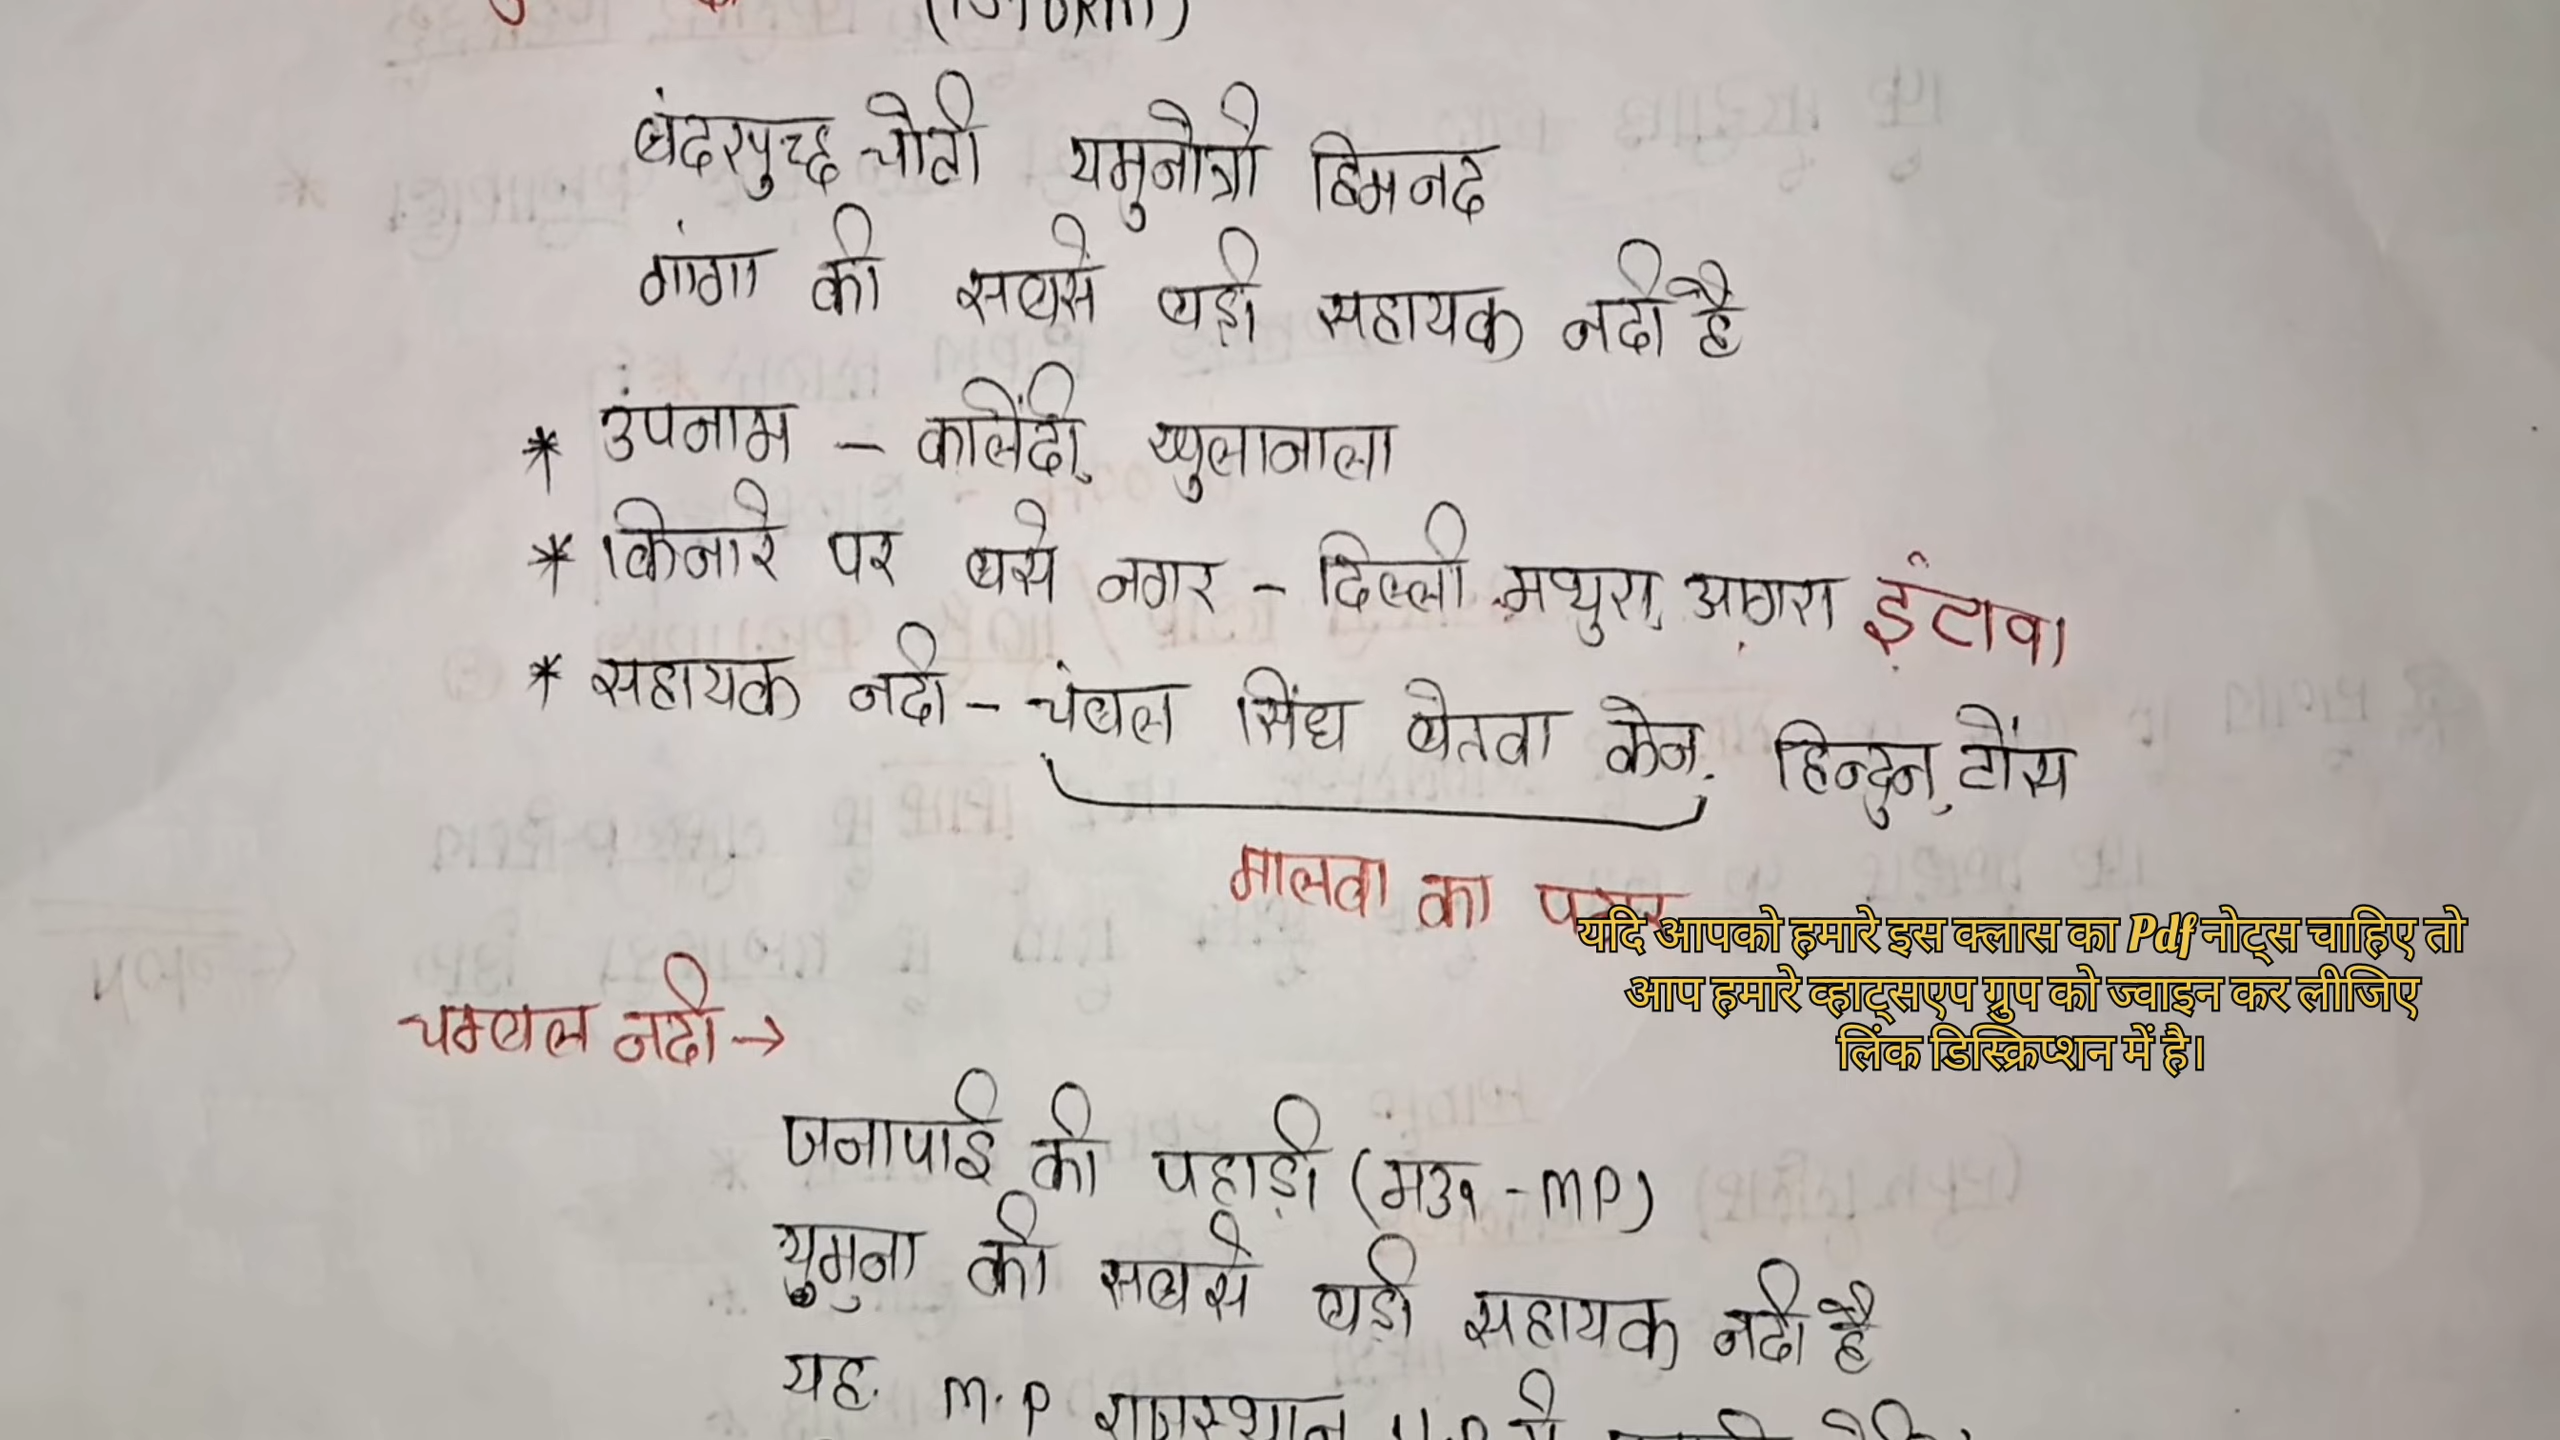 बंदरपुच्छ चोटी यमुनोत्री हिमनद
गंगा की सबसे बड़ी सहायक नदी है
* उपनाम – कालिंदी,
* किनारे पर बसे नगर – दिल्ली, मथुरा, आगरा इटावा
* सहायक नदी – चंबल सिंध बेतवा केन, हिन्डुन, टोंस
मालवा का पठार
यदि आपको हमारे इस क्लास का Pdf नोट्स चाहिए तो
आप हमारे व्हाट्सएप ग्रुप को ज्वाइन कर लीजिए
लिंक डिस्क्रिप्शन में है।
चम्बल नदी →
जनापाई की पहाड़ी (मऊ - MP)
युमुना की सबसे बड़ी सहायक नदी है
यह M.P राजस्थान U.P